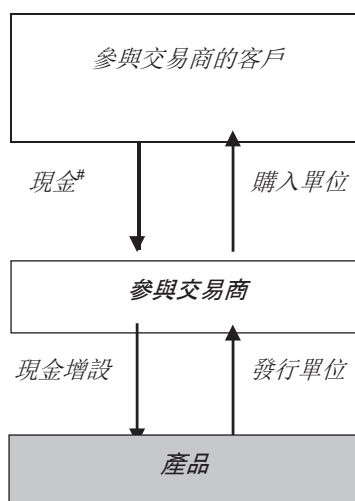 參與交易商的客戶
現金#
購入單位
參與交易商
現金增設
發行單位
產品